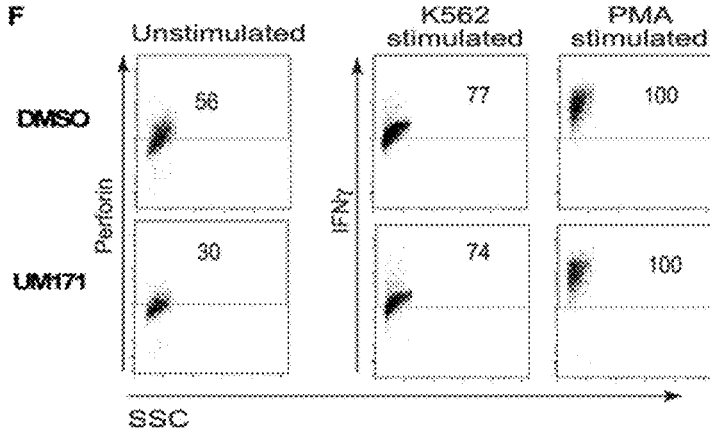 F
Unstimulated
K562
stimulated
PMA
stimulated
DMSO
UM171
Perforin
IFNγ
56
77
100
30
74
100
SSC